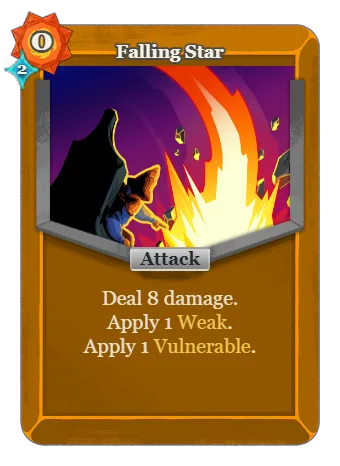 0
2
Falling Star
Attack
Deal 8 damage.
Apply 1 Weak.
Apply 1 Vulnerable.